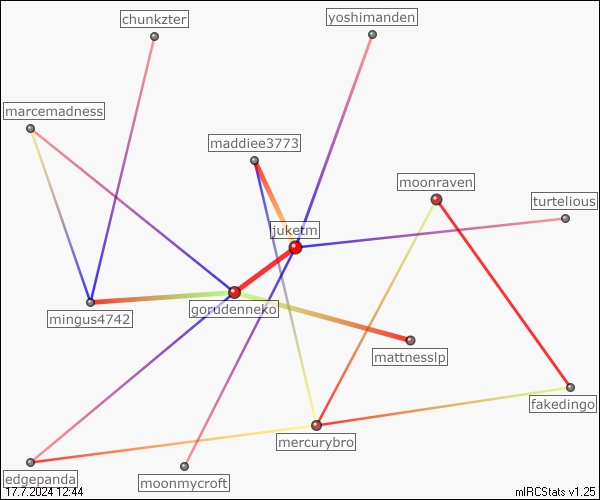 chunkzter
yoshimanden
marcemadness
maddiee3773
moonraven
turtelious
juketm
gorudenneko
mingus4742
mattnesslp
fakedingo
mercurybro
edgepanda
moonmycroft
17.7.2024 12:44
mIRCStats v1.25